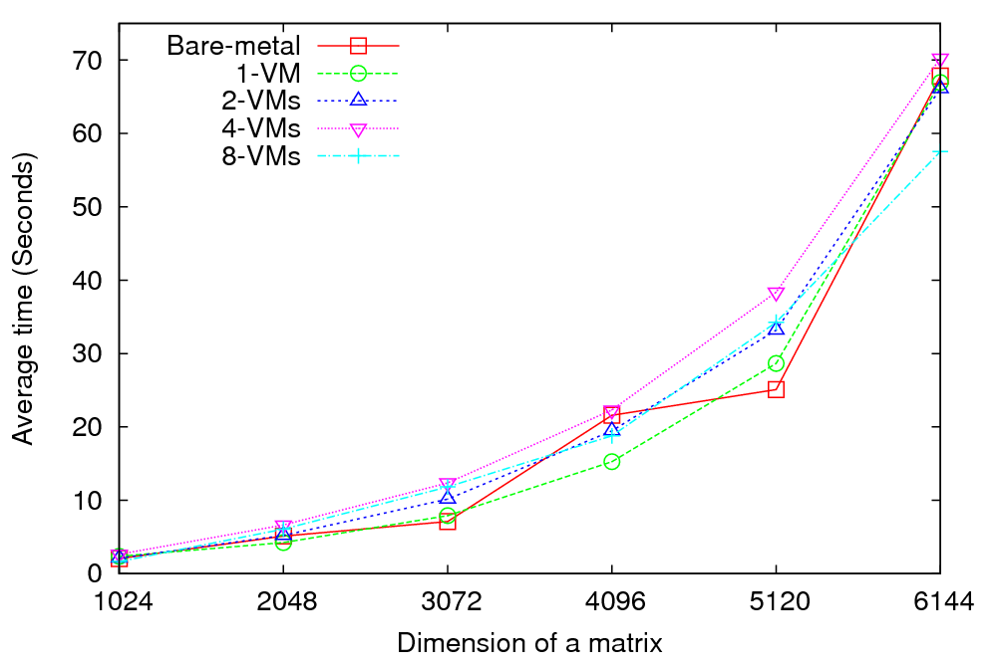 Bare-metal
1-VM
2-VMs
4-VMs
8-VMs
70
60
50
40
30
20
10
0
Average time (Seconds)
1024 2048 3072 4096 5120 6144
Dimension of a matrix